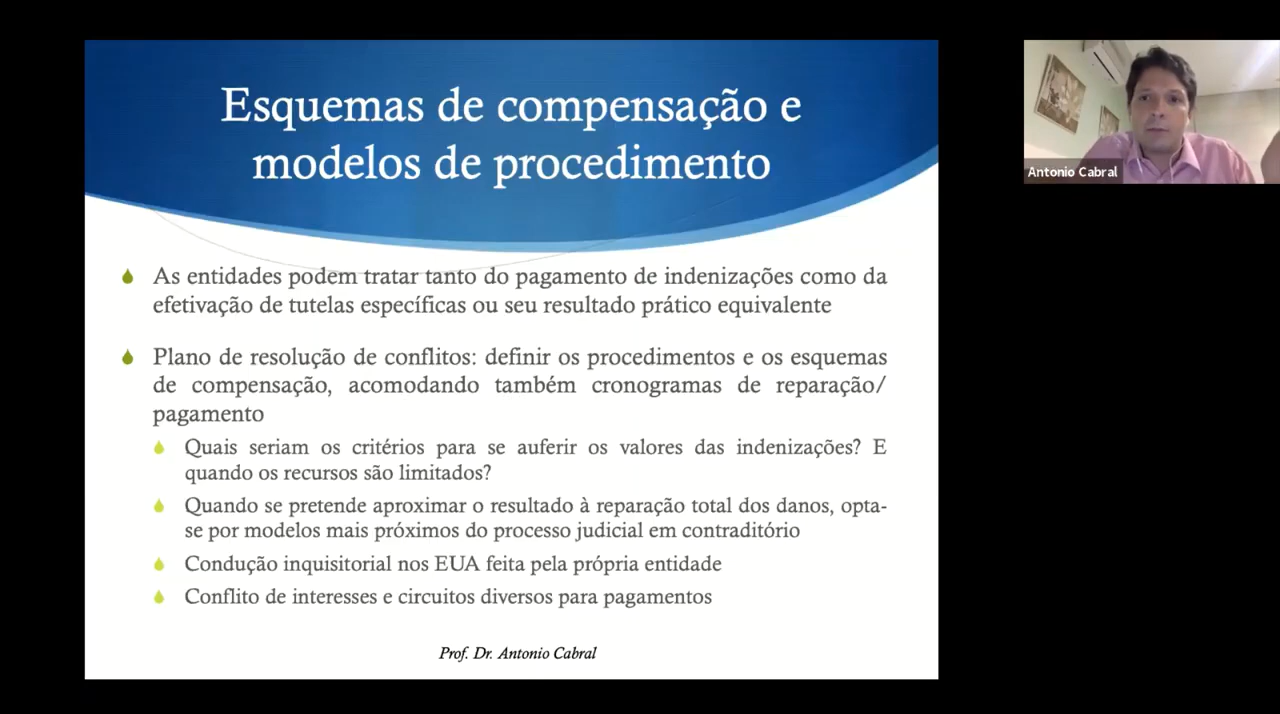 Esquemas de compensação e
modelos de procedimento
As entidades podem tratar tanto do pagamento de indenizações como da
efetivação de tutelas específicas ou seu resultado prático equivalente
Plano de resolução de conflitos: definir os procedimentos e os esquemas
de compensação, acomodando também cronogramas de reparação/
pagamento
Quais seriam os critérios para se auferir os valores das indenizações? E
quando os recursos são limitados?
Quando se pretende aproximar o resultado à reparação total dos danos, opta-
se por modelos mais próximos do processo judicial em contraditório
Condução inquisitorial nos EUA feita pela própria entidade
Conflito de interesses e circuitos diversos para pagamentos
Prof. Dr. Antonio Cabral
Antonio Cabral